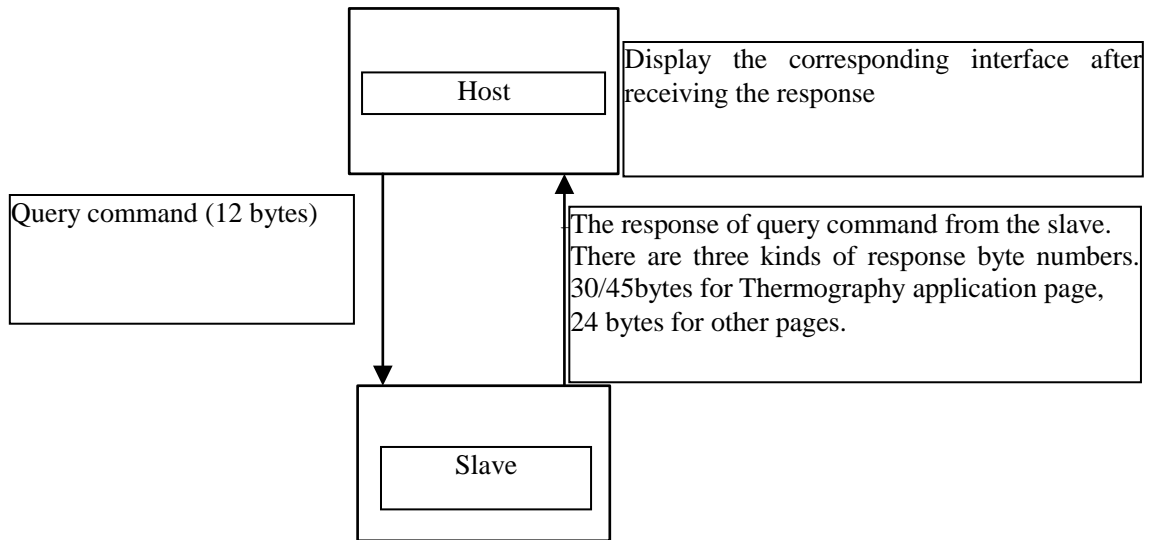 Host
Display the corresponding interface after
receiving the response
Query command (12 bytes)
The response of query command from the slave.
There are three kinds of response byte numbers.
30/45bytes for Thermography application page,
24 bytes for other pages.
Slave